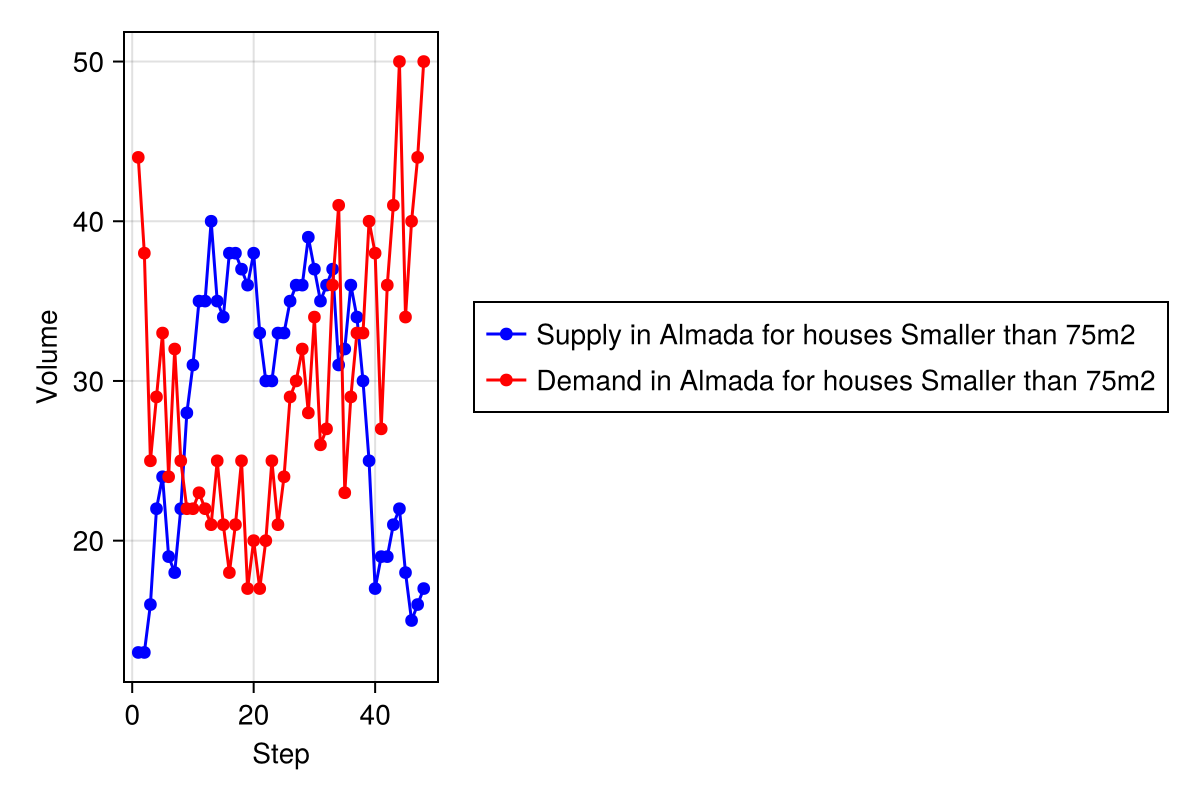 50
40
30
20
Volume
0 20 40
Step
Supply in Almada for houses Smaller than 75m2
Demand in Almada for houses Smaller than 75m2